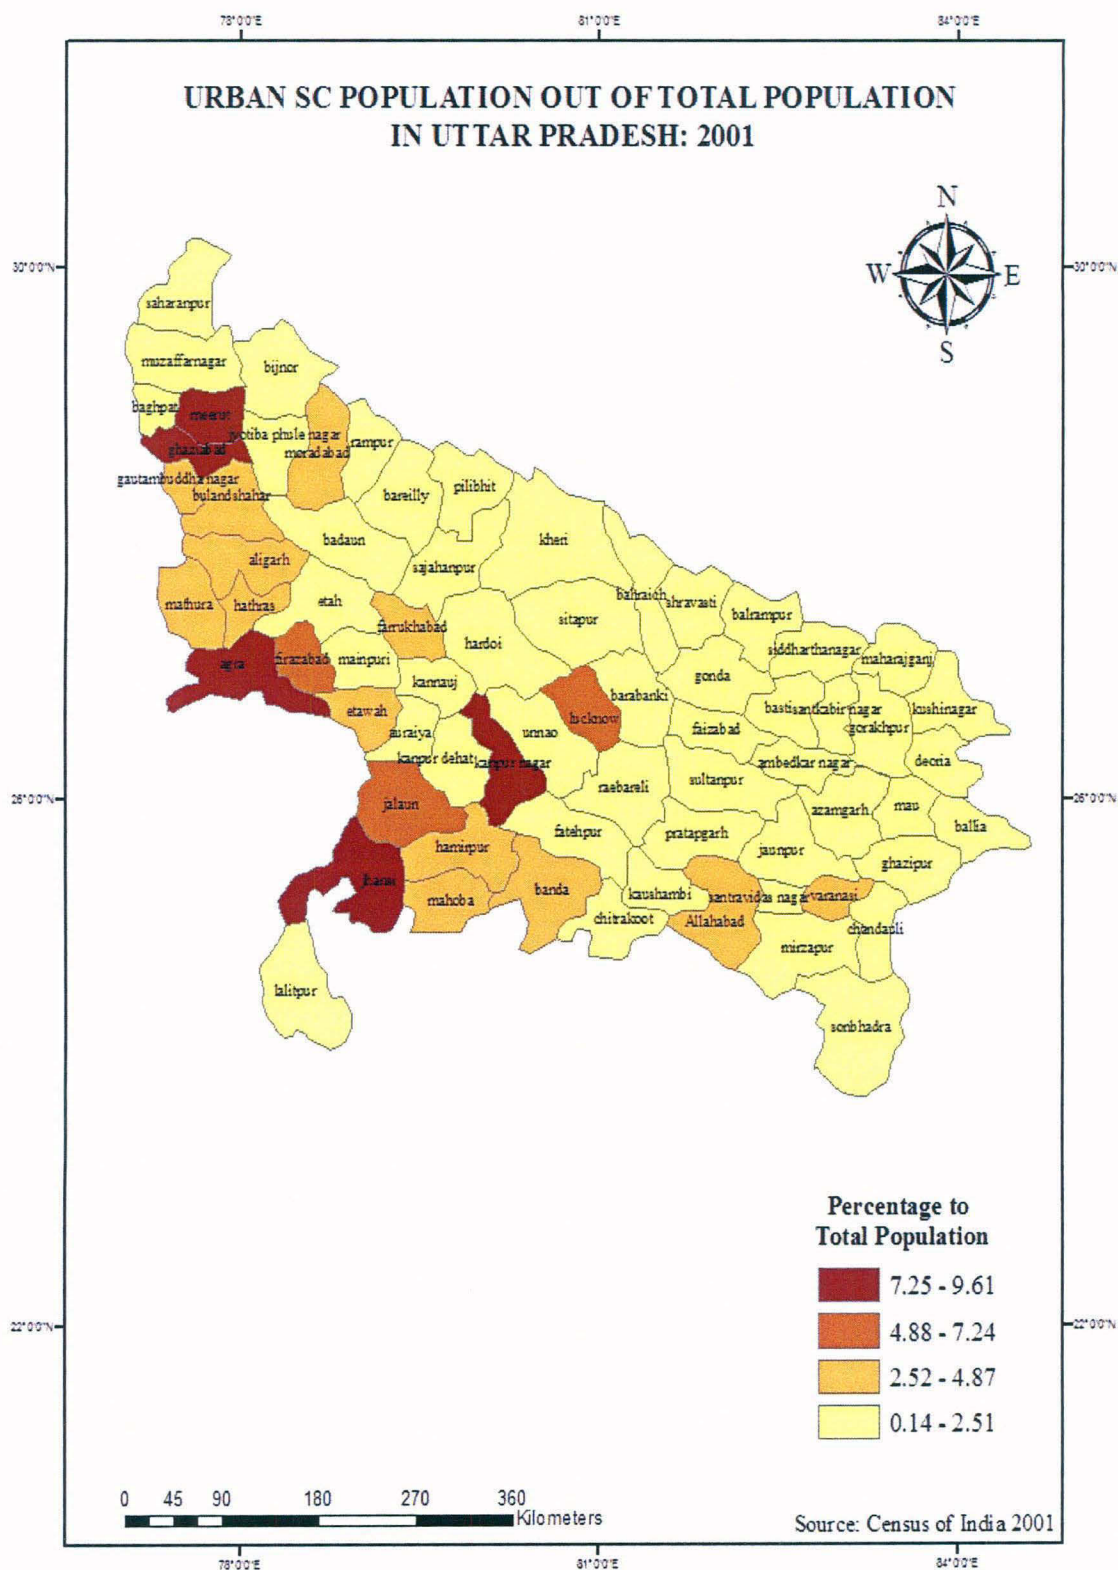 78°0'0"E 81°0'0"E 84°0'0"E
URBAN SC POPULATION OUT OF TOTAL POPULATION
IN UTTAR PRADESH: 2001
N
W E
S
30°0'0"N 30°0'0"N
saharanpur
muzaffarnagar
bijnor
baghpat
meerut
jyotiba phule nagar
rampur
ghaziabad
moradabad
gautambuddha nagar
bulandshahar
bareilly
pilibhit
badaun
kheri
aligarh
sajahanpur
mathura
hathras
etah
bahraich
shravasti
balrampur
sitapur
farrukhabad
hardoi
siddharthanagar
maharajganj
agra
firazabad
mainpuri
kannauj
gonda
barabanki
basti
santkabir nagar
kushinagar
etawah
lucknow
gorakhpur
auraiya
unnao
faizabad
kanpur dehat
kanpur nagar
ambedkar nagar
deoria
raebareli
sultanpur
26°0'0"N 26°0'0"N
jalaun
azamgarh
mau
ballia
fatehpur
pratapgarh
hamirpur
jaunpur
ghazipur
jhansi
banda
kaushambi
santravidas nagar
varanasi
mahoba
chitrakoot
Allahabad
chandauli
mirzapur
lalitpur
sonbhadra
Percentage to
Total Population
7.25 - 9.61
4.88 - 7.24
2.52 - 4.87
0.14 - 2.51
22°0'0"N 22°0'0"N
0 45 90 180 270 360
Kilometers
Source: Census of India 2001
78°0'0"E 81°0'0"E 84°0'0"E